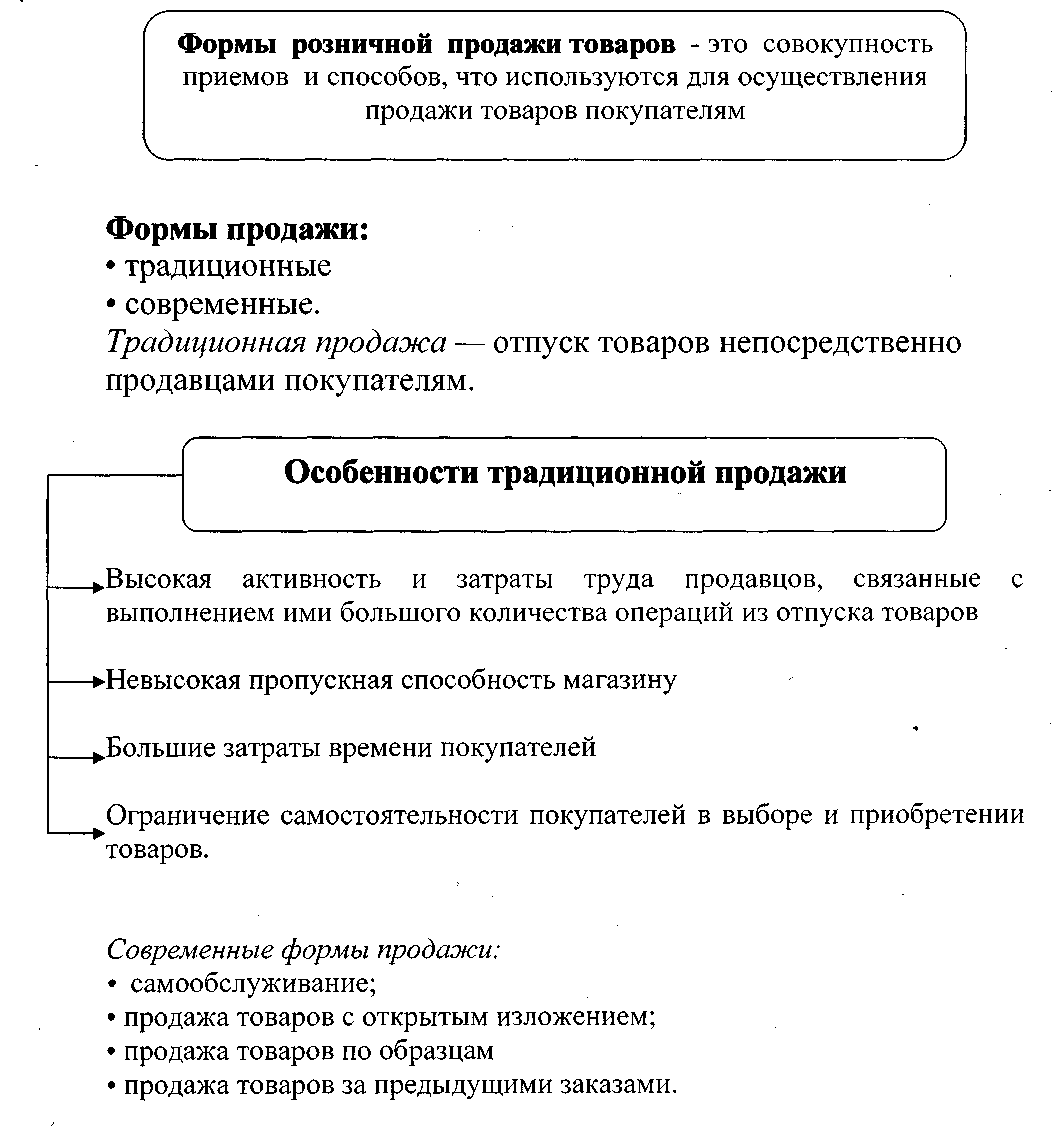 Формы розничной продажи товаров - это совокупность
приемов и способов, что используются для осуществления
продажи товаров покупателям
Формы продажи:
• традиционные
• современные.
Традиционная продажа — отпуск товаров непосредственно
продавцами покупателям.
Особенности традиционной продажи
Высокая активность и затраты труда продавцов, связанные с
выполнением ими большого количества операций из отпуска товаров
Невысокая пропускная способность магазину
Большие затраты времени покупателей
Ограничение самостоятельности покупателей в выборе и приобретении
товаров.
Современные формы продажи:
• самообслуживание;
• продажа товаров с открытым изложением;
• продажа товаров по образцам
• продажа товаров за предыдущими заказами.